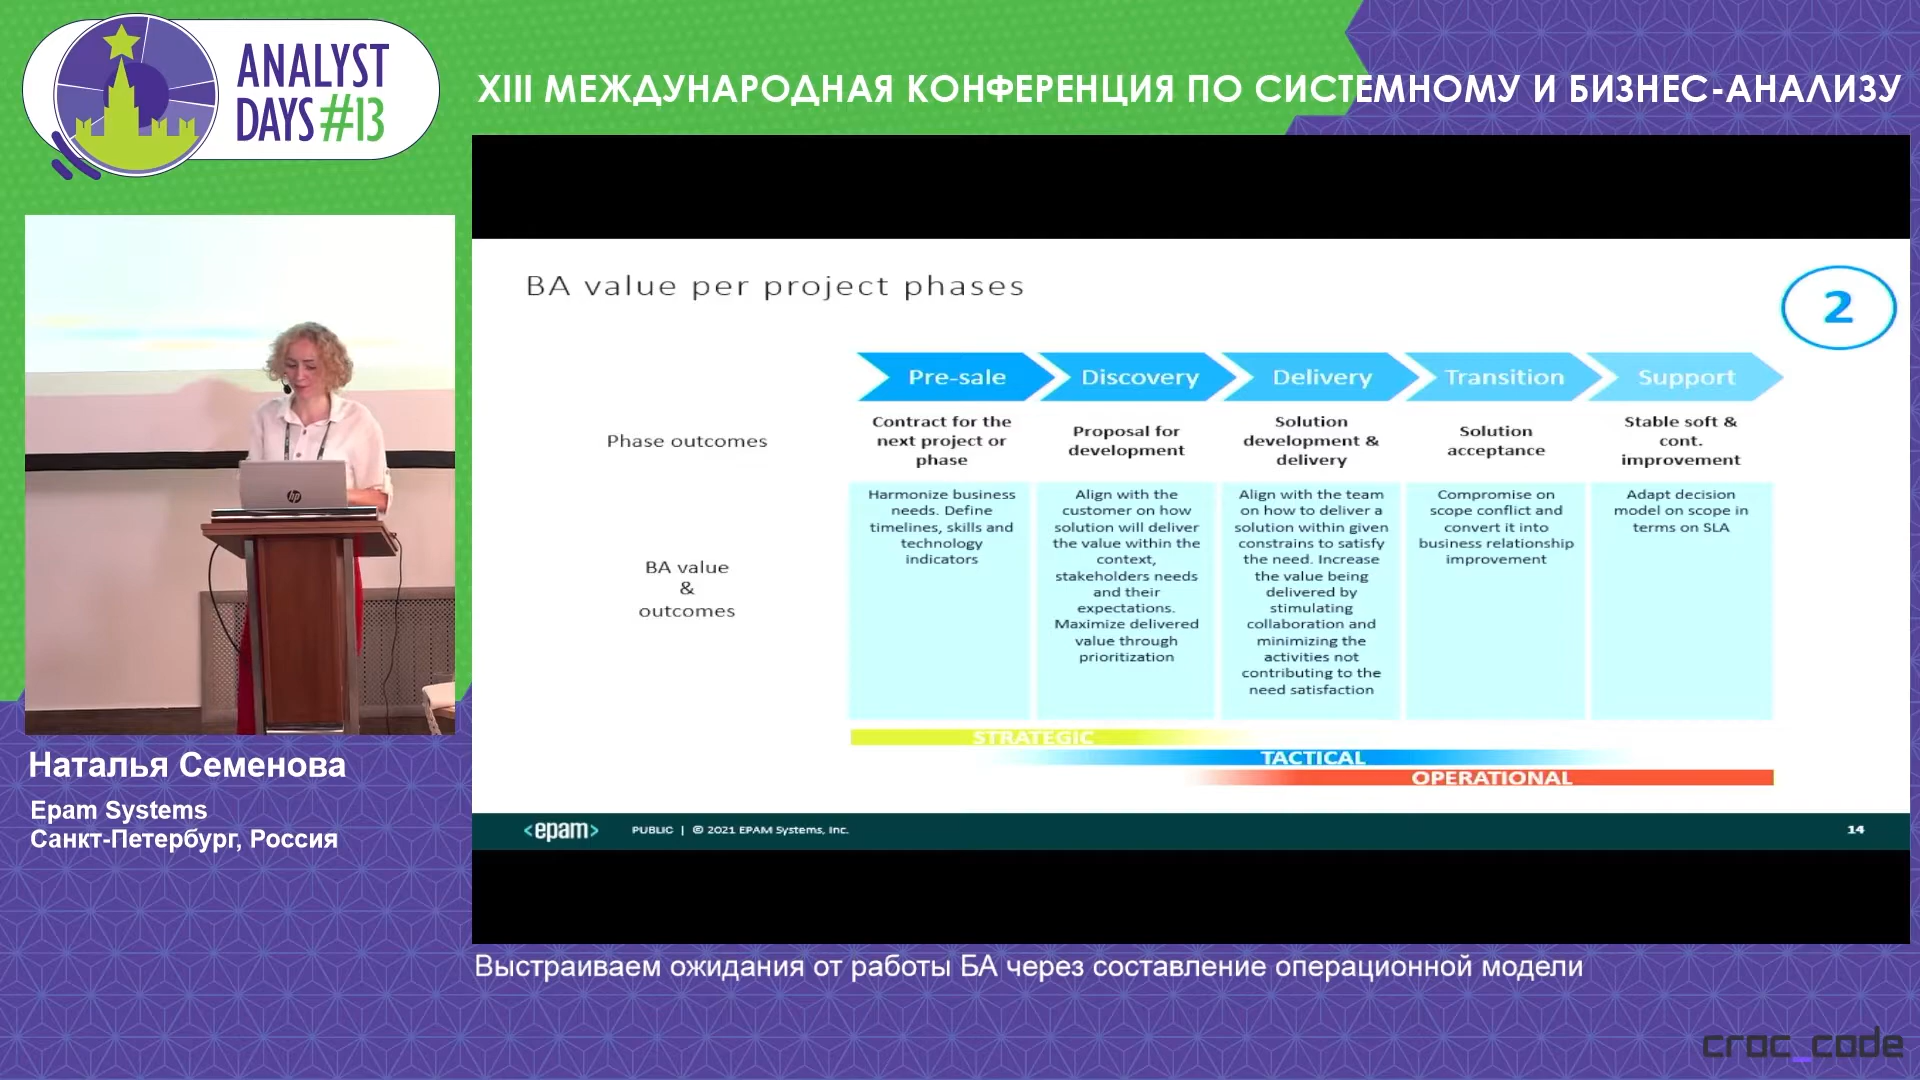 ANALYST
DAYS #13
XIII МЕЖДУНАРОДНАЯ КОНФЕРЕНЦИЯ ПО СИСТЕМНОМУ И БИЗНЕС-АНАЛИЗУ
BA value per project phases
2
Pre-sale
Discovery
Delivery
Transition
Support
Phase outcomes
Contract for the
next project or
phase
Proposal for
development
Solution
development &
delivery
Solution
acceptance
Stable soft &
cont.
improvement
BA value
&
outcomes
Harmonize business
needs. Define
timelines, skills and
technology
indicators
Align with the
customer on how
solution will deliver
the value within the
context,
stakeholders needs
and their
expectations.
Maximize delivered
value through
prioritization
Align with the team
on how to deliver a
solution within given
constrains to satisfy
the need. Increase
the value being
delivered by
stimulating
collaboration and
minimizing the
activities not
contributing to the
need satisfaction
Compromise on
scope conflict and
convert it into
business relationship
improvement
Adapt decision
model on scope in
terms on SLA
STRATEGIC
TACTICAL
OPERATIONAL
<epam> PUBLIC | © 2021 EPAM Systems, Inc. 14
hp
Наталья Семенова
Epam Systems
Санкт-Петербург, Россия
Выстраиваем ожидания от работы БА через составление операционной модели
croc_code